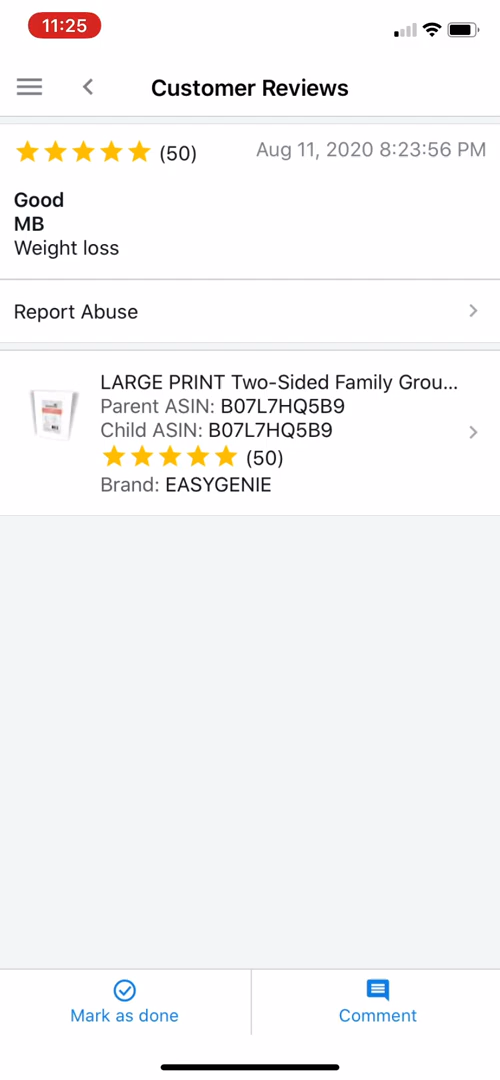 11:25
Customer Reviews
(50)
Aug 11, 2020 8:23:56 PM
Good
MB
Weight loss
Report Abuse
LARGE PRINT Two-Sided Family Grou...
Parent ASIN: B07L7HQ5B9
Child ASIN: B07L7HQ5B9
(50)
Brand: EASYGENIE
Mark as done
Comment